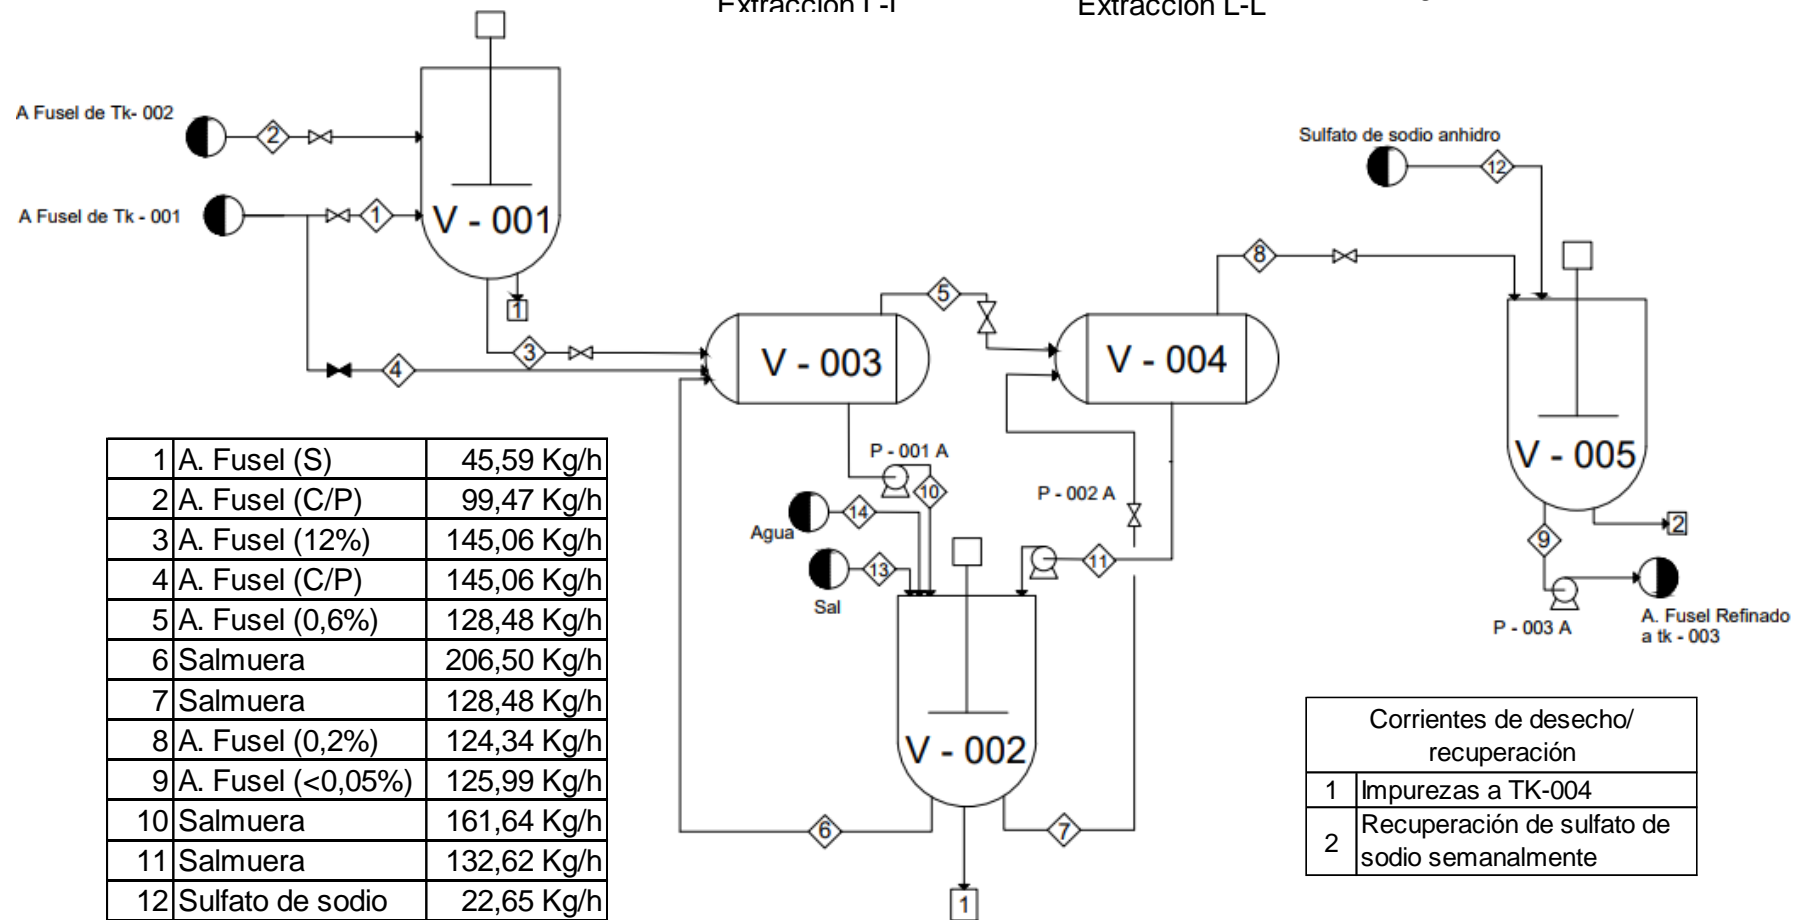 Extracción L-L
Extracción L-L
A Fusel de Tk- 002
2
A Fusel de Tk - 001
1
V - 001
1
3
4
5
V - 003
V - 004
8
Sulfato de sodio anhidro
12
V - 005
2
9
P - 003 A
A. Fusel Refinado
a tk - 003
P - 001 A
10
P - 002 A
14
Agua
13
Sal
11
V - 002
6
7
1
1 A. Fusel (S) 45,59 Kg/h
2 A. Fusel (C/P) 99,47 Kg/h
3 A. Fusel (12%) 145,06 Kg/h
4 A. Fusel (C/P) 145,06 Kg/h
5 A. Fusel (0,6%) 128,48 Kg/h
6 Salmuera 206,50 Kg/h
7 Salmuera 128,48 Kg/h
8 A. Fusel (0,2%) 124,34 Kg/h
9 A. Fusel (<0,05%) 125,99 Kg/h
10 Salmuera 161,64 Kg/h
11 Salmuera 132,62 Kg/h
12 Sulfato de sodio 22,65 Kg/h
Corrientes de desecho/
recuperación
1 Impurezas a TK-004
2 Recuperación de sulfato de
sodio semanalmente